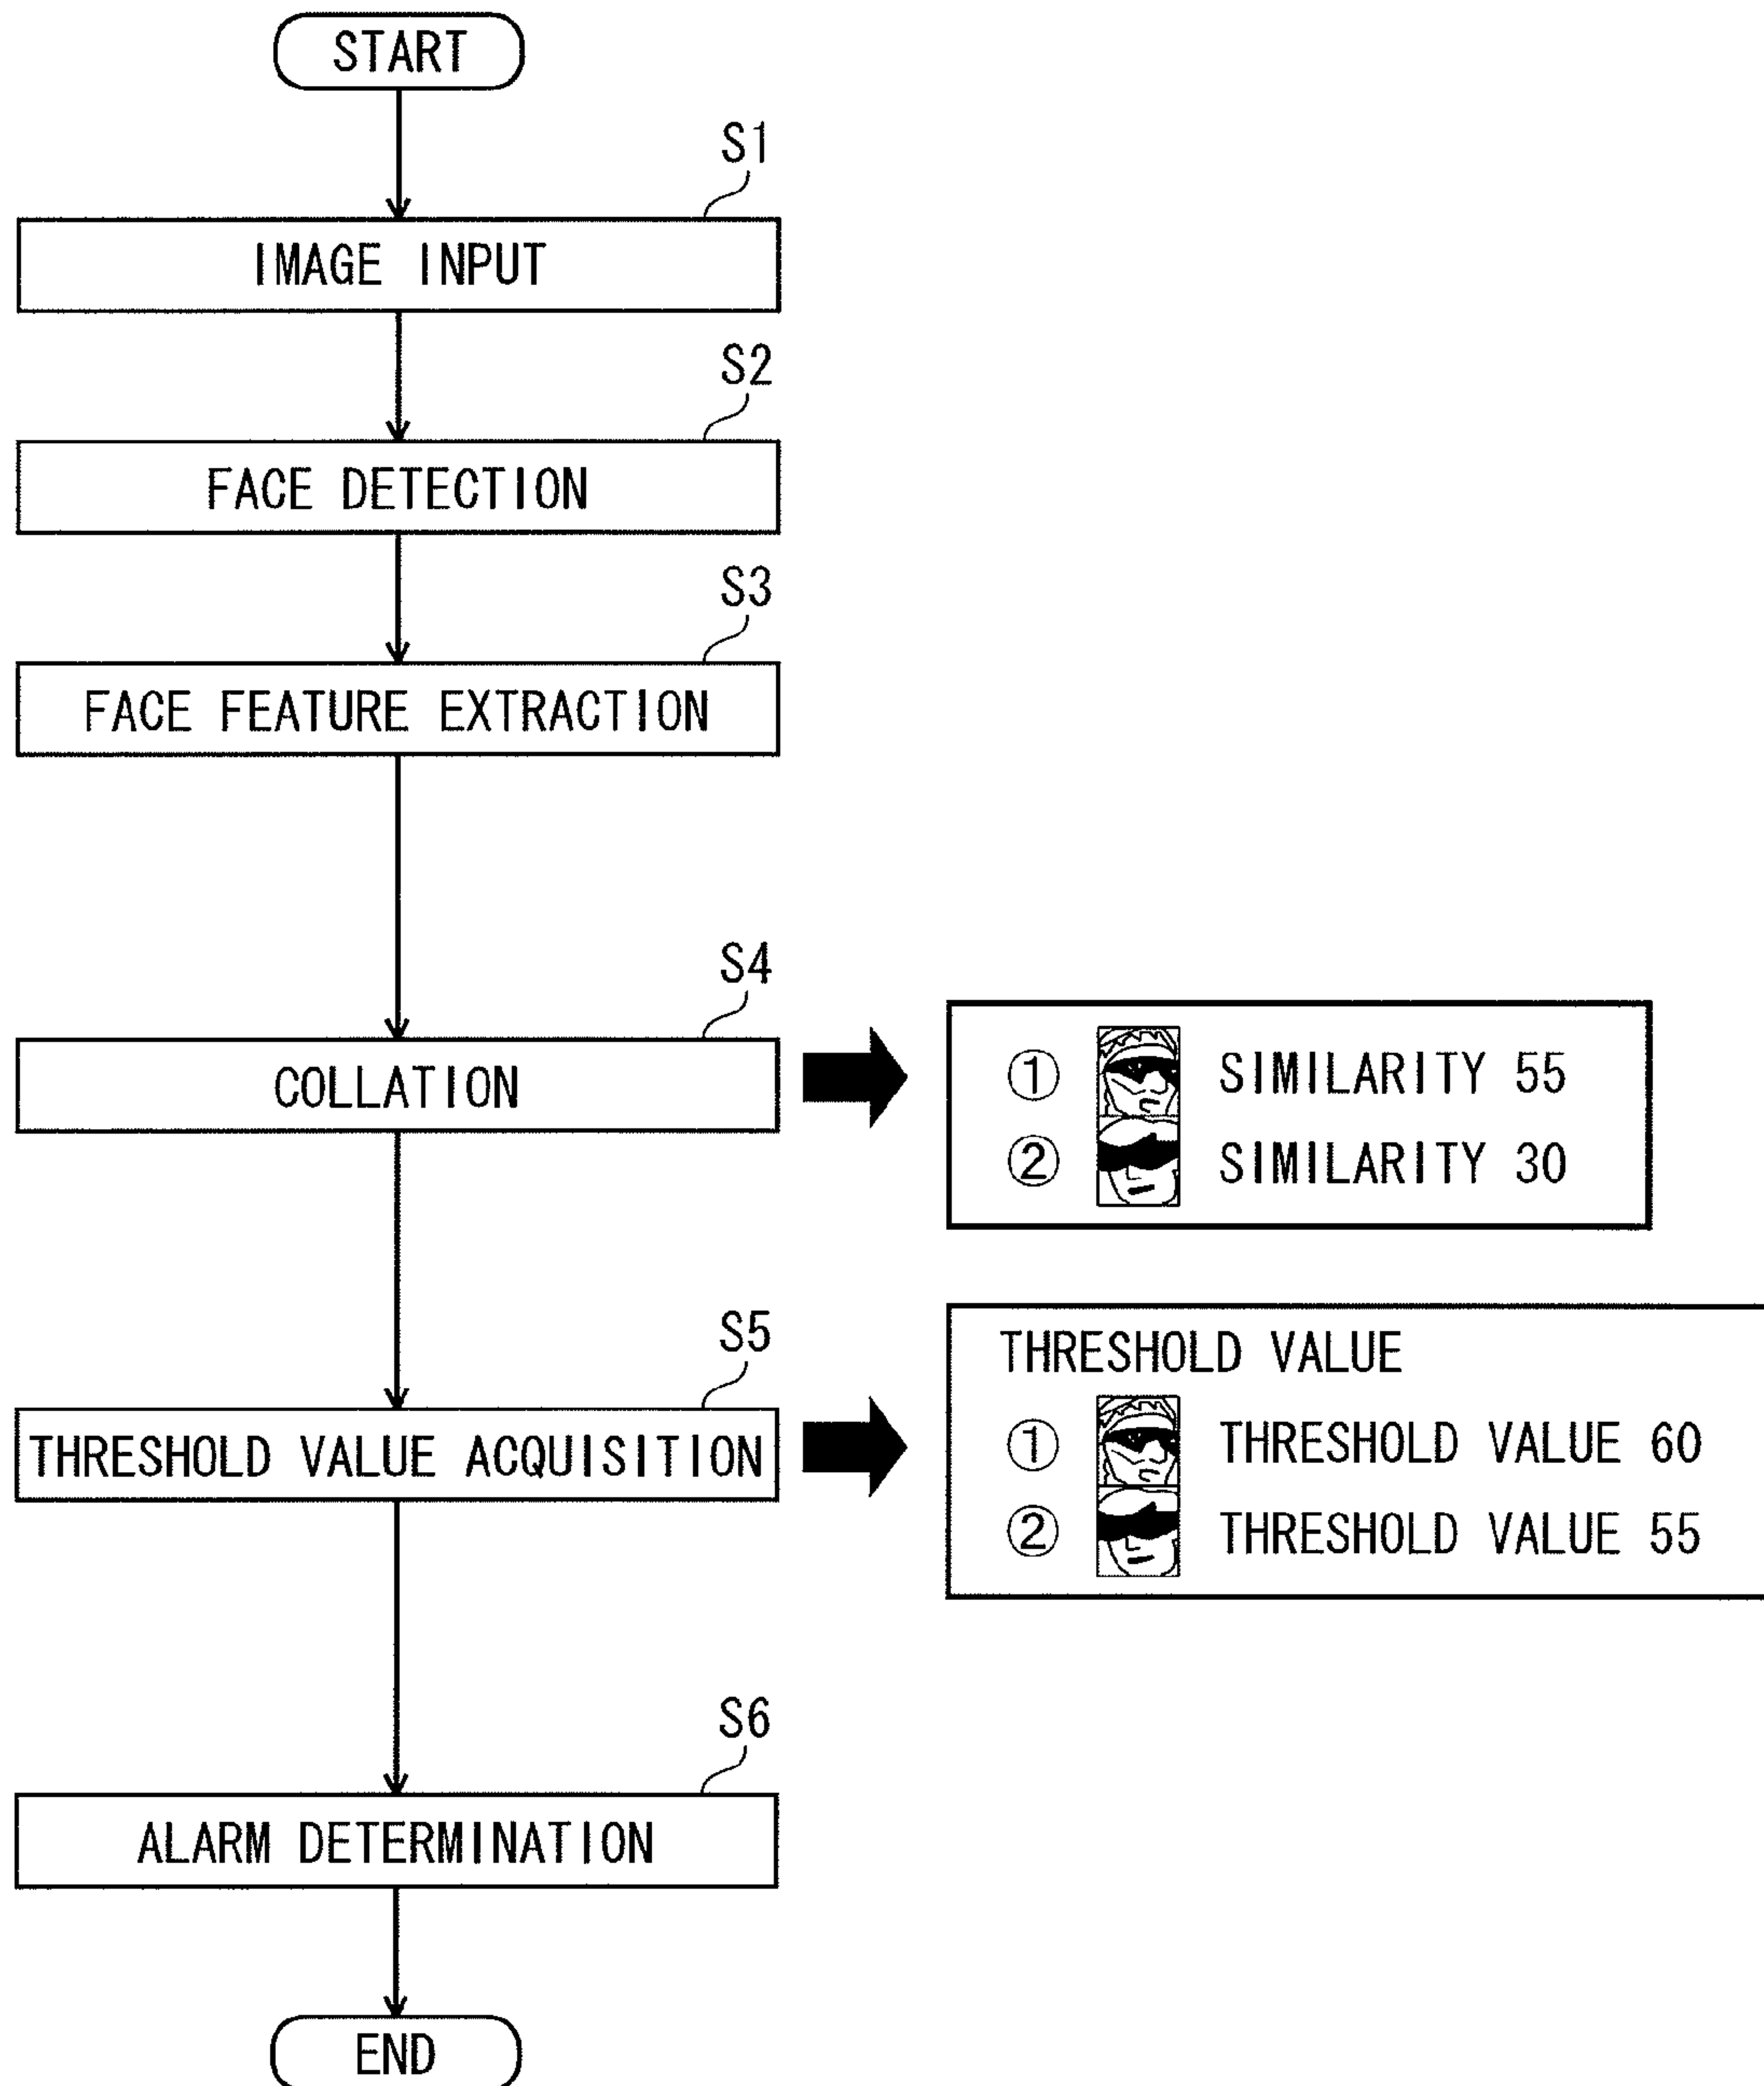 START
S1
IMAGE INPUT
S2
FACE DETECTION
S3
FACE FEATURE EXTRACTION
S4
COLLATION
① SIMILARITY 55
② SIMILARITY 30
S5
THRESHOLD VALUE ACQUISITION
THRESHOLD VALUE
① THRESHOLD VALUE 60
② THRESHOLD VALUE 55
S6
ALARM DETERMINATION
END